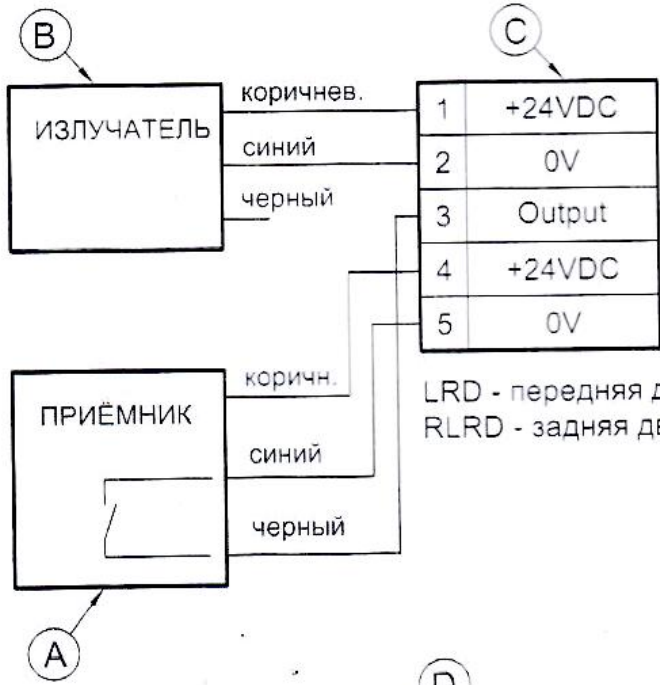 B
C
ИЗЛУЧАТЕЛЬ
коричнев.
синий
черный
1 +24VDC
2 0V
3 Output
4 +24VDC
5 0V
LRD - передняя
RLRD - задняя
ПРИЁМНИК
коричн.
синий
черный
A
D